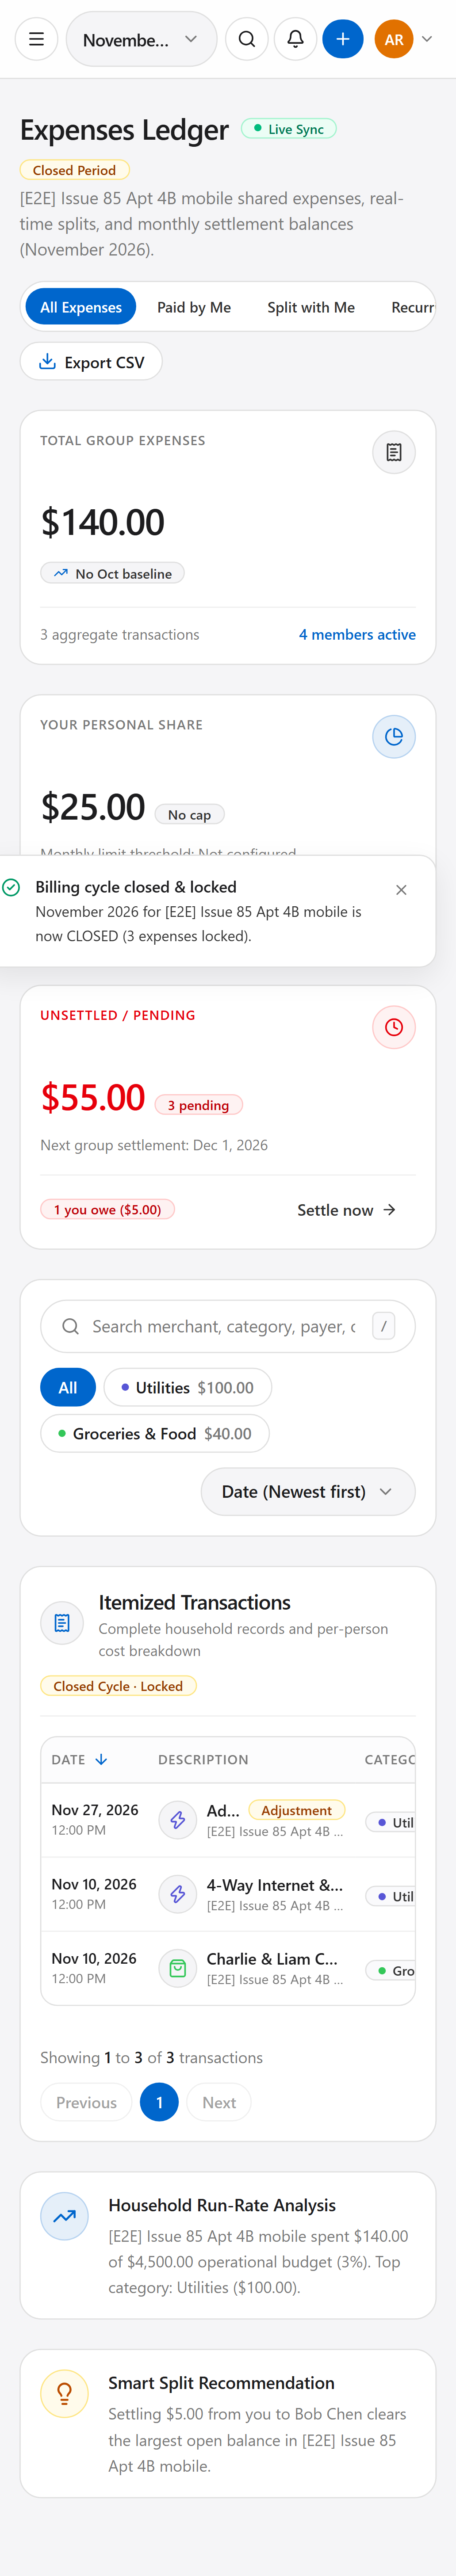 Novembe...
AR
Expenses Ledger
Live Sync
Closed Period
[E2E] Issue 85 Apt 4B mobile shared expenses, real-
time splits, and monthly settlement balances
(November 2026).
All Expenses
Paid by Me
Split with Me
Recurr
Export CSV
TOTAL GROUP EXPENSES
$140.00
No Oct baseline
3 aggregate transactions
4 members active
YOUR PERSONAL SHARE
$25.00
No cap
Monthly limit threshold: Not configured
Billing cycle closed & locked
November 2026 for [E2E] Issue 85 Apt 4B mobile is
now CLOSED (3 expenses locked).
UNSETTLED / PENDING
$55.00
3 pending
Next group settlement: Dec 1, 2026
1 you owe ($5.00)
Settle now
Search merchant, category, payer, c
/
All
Utilities $100.00
Groceries & Food $40.00
Date (Newest first)
Itemized Transactions
Complete household records and per-person
cost breakdown
Closed Cycle · Locked
DATE
DESCRIPTION
CATEGO
Nov 27, 2026
12:00 PM
Ad...
Adjustment
[E2E] Issue 85 Apt 4B ...
Util
Nov 10, 2026
12:00 PM
4-Way Internet &...
[E2E] Issue 85 Apt 4B ...
Util
Nov 10, 2026
12:00 PM
Charlie & Liam C...
[E2E] Issue 85 Apt 4B ...
Gro
Showing 1 to 3 of 3 transactions
Previous
1
Next
Household Run-Rate Analysis
[E2E] Issue 85 Apt 4B mobile spent $140.00
of $4,500.00 operational budget (3%). Top
category: Utilities ($100.00).
Smart Split Recommendation
Settling $5.00 from you to Bob Chen clears
the largest open balance in [E2E] Issue 85
Apt 4B mobile.